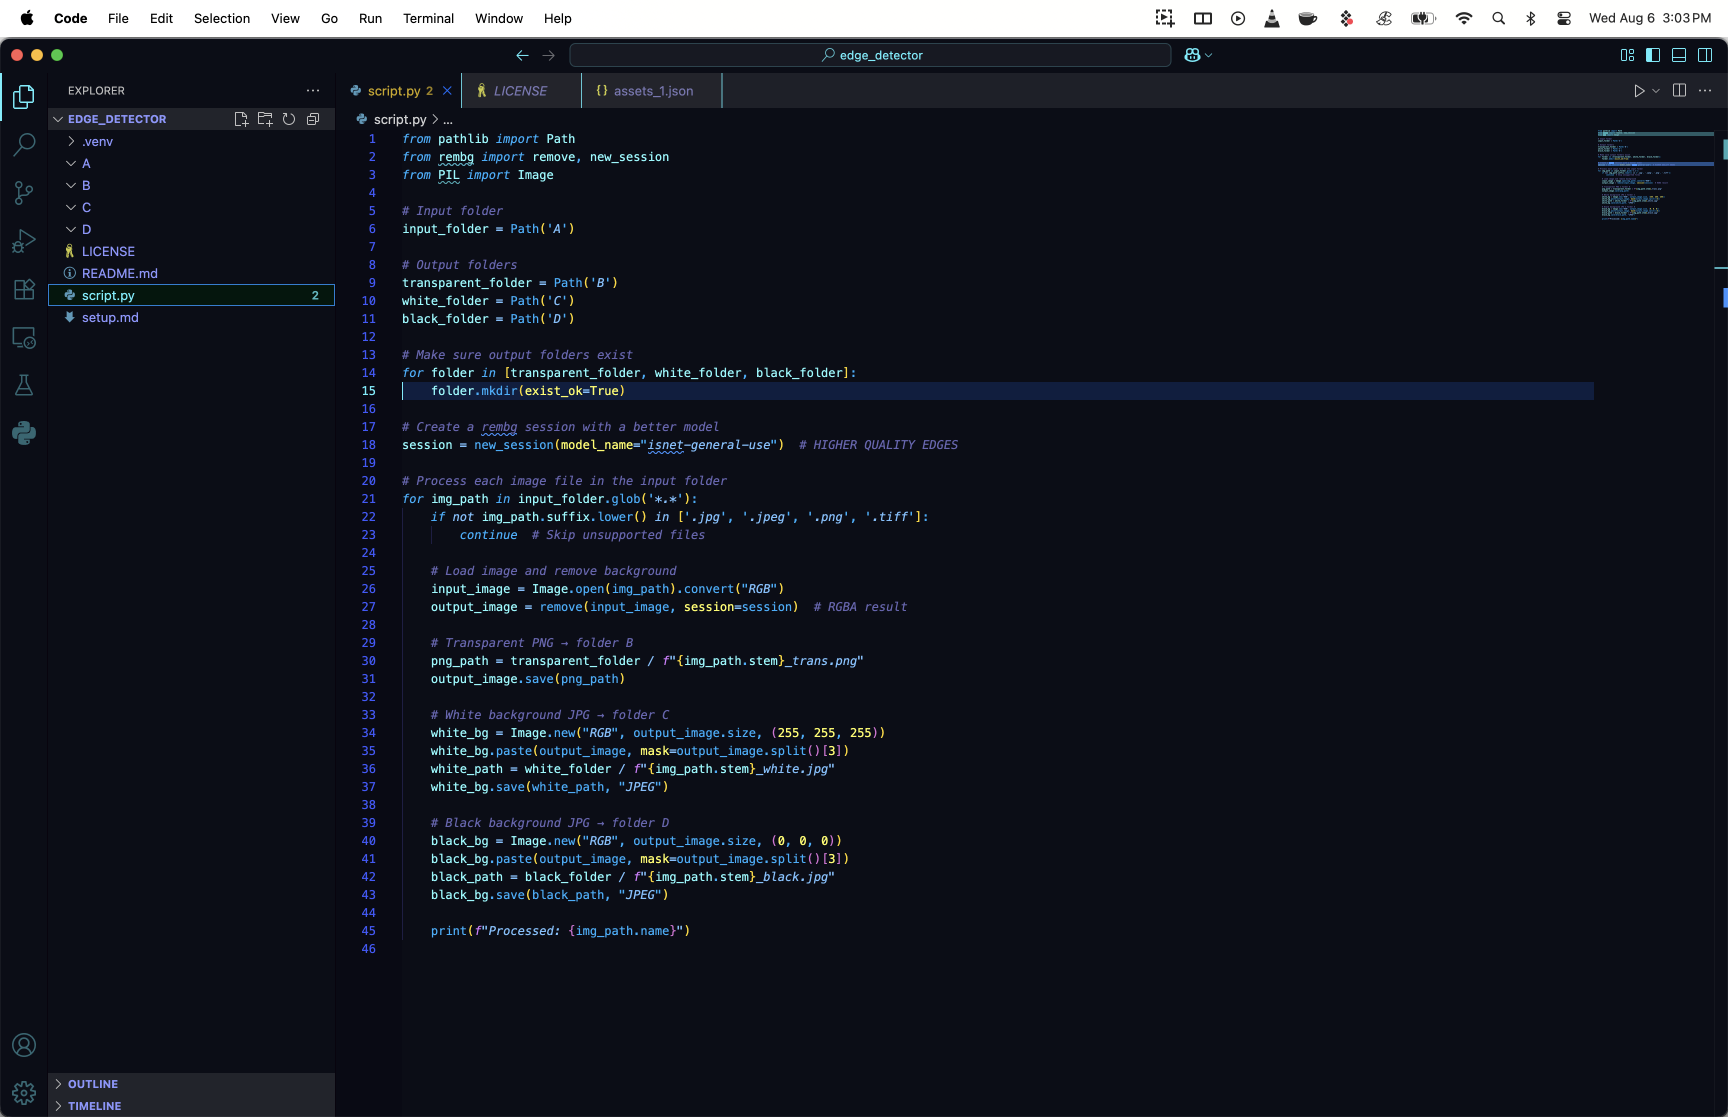 Code File Edit Selection View Go Run Terminal Window Help Wed Aug 6 3:03 PM
edge_detector
EXPLORER
script.py 2
LICENSE
{} assets_1.json
EDGE_DETECTOR
.venv
A
B
C
D
LICENSE
README.md
script.py 2
setup.md
OUTLINE
TIMELINE
script.py > ...
1 from pathlib import Path
2 from rembg import remove, new_session
3 from PIL import Image
4
5 # Input folder
6 input_folder = Path('A')
7
8 # Output folders
9 transparent_folder = Path('B')
10 white_folder = Path('C')
11 black_folder = Path('D')
12
13 # Make sure output folders exist
14 for folder in [transparent_folder, white_folder, black_folder]:
15     folder.mkdir(exist_ok=True)
16
17 # Create a rembg session with a better model
18 session = new_session(model_name="isnet-general-use")  # HIGHER QUALITY EDGES
19
20 # Process each image file in the input folder
21 for img_path in input_folder.glob('*.*'):
22     if not img_path.suffix.lower() in ['.jpg', '.jpeg', '.png', '.tiff']:
23         continue  # Skip unsupported files
24
25     # Load image and remove background
26     input_image = Image.open(img_path).convert("RGB")
27     output_image = remove(input_image, session=session)  # RGBA result
28
29     # Transparent PNG → folder B
30     png_path = transparent_folder / f"{img_path.stem}_trans.png"
31     output_image.save(png_path)
32
33     # White background JPG → folder C
34     white_bg = Image.new("RGB", output_image.size, (255, 255, 255))
35     white_bg.paste(output_image, mask=output_image.split()[3])
36     white_path = white_folder / f"{img_path.stem}_white.jpg"
37     white_bg.save(white_path, "JPEG")
38
39     # Black background JPG → folder D
40     black_bg = Image.new("RGB", output_image.size, (0, 0, 0))
41     black_bg.paste(output_image, mask=output_image.split()[3])
42     black_path = black_folder / f"{img_path.stem}_black.jpg"
43     black_bg.save(black_path, "JPEG")
44
45     print(f"Processed: {img_path.name}")
46